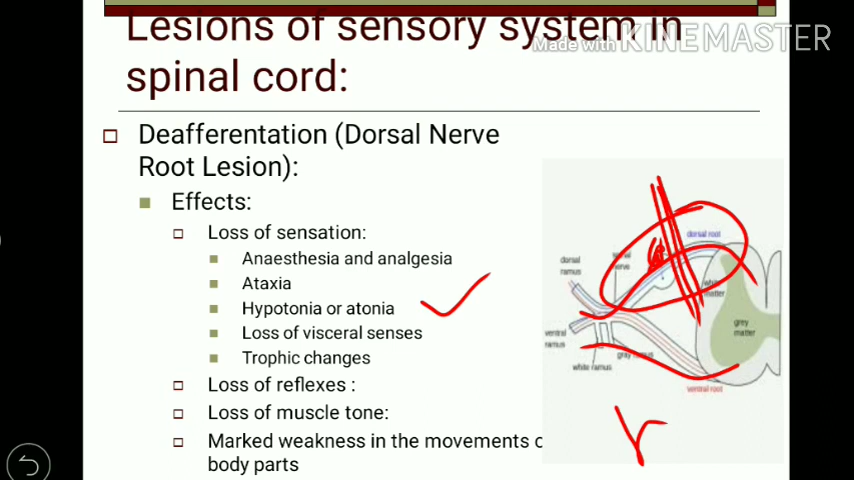 Lesions of sensory system in
Made with KINEMASTER
spinal cord:
Deafferentation (Dorsal Nerve
Root Lesion):
Effects:
Loss of sensation:
Anaesthesia and analgesia
Ataxia
Hypotonia or atonia
Loss of visceral senses
Trophic changes
Loss of reflexes :
Loss of muscle tone:
Marked weakness in the movements
body parts
dorsal root
dorsal
ramus
nerve
white
matter
grey
matter
ventral
ramus
gray ramus
white ramus
ventral root